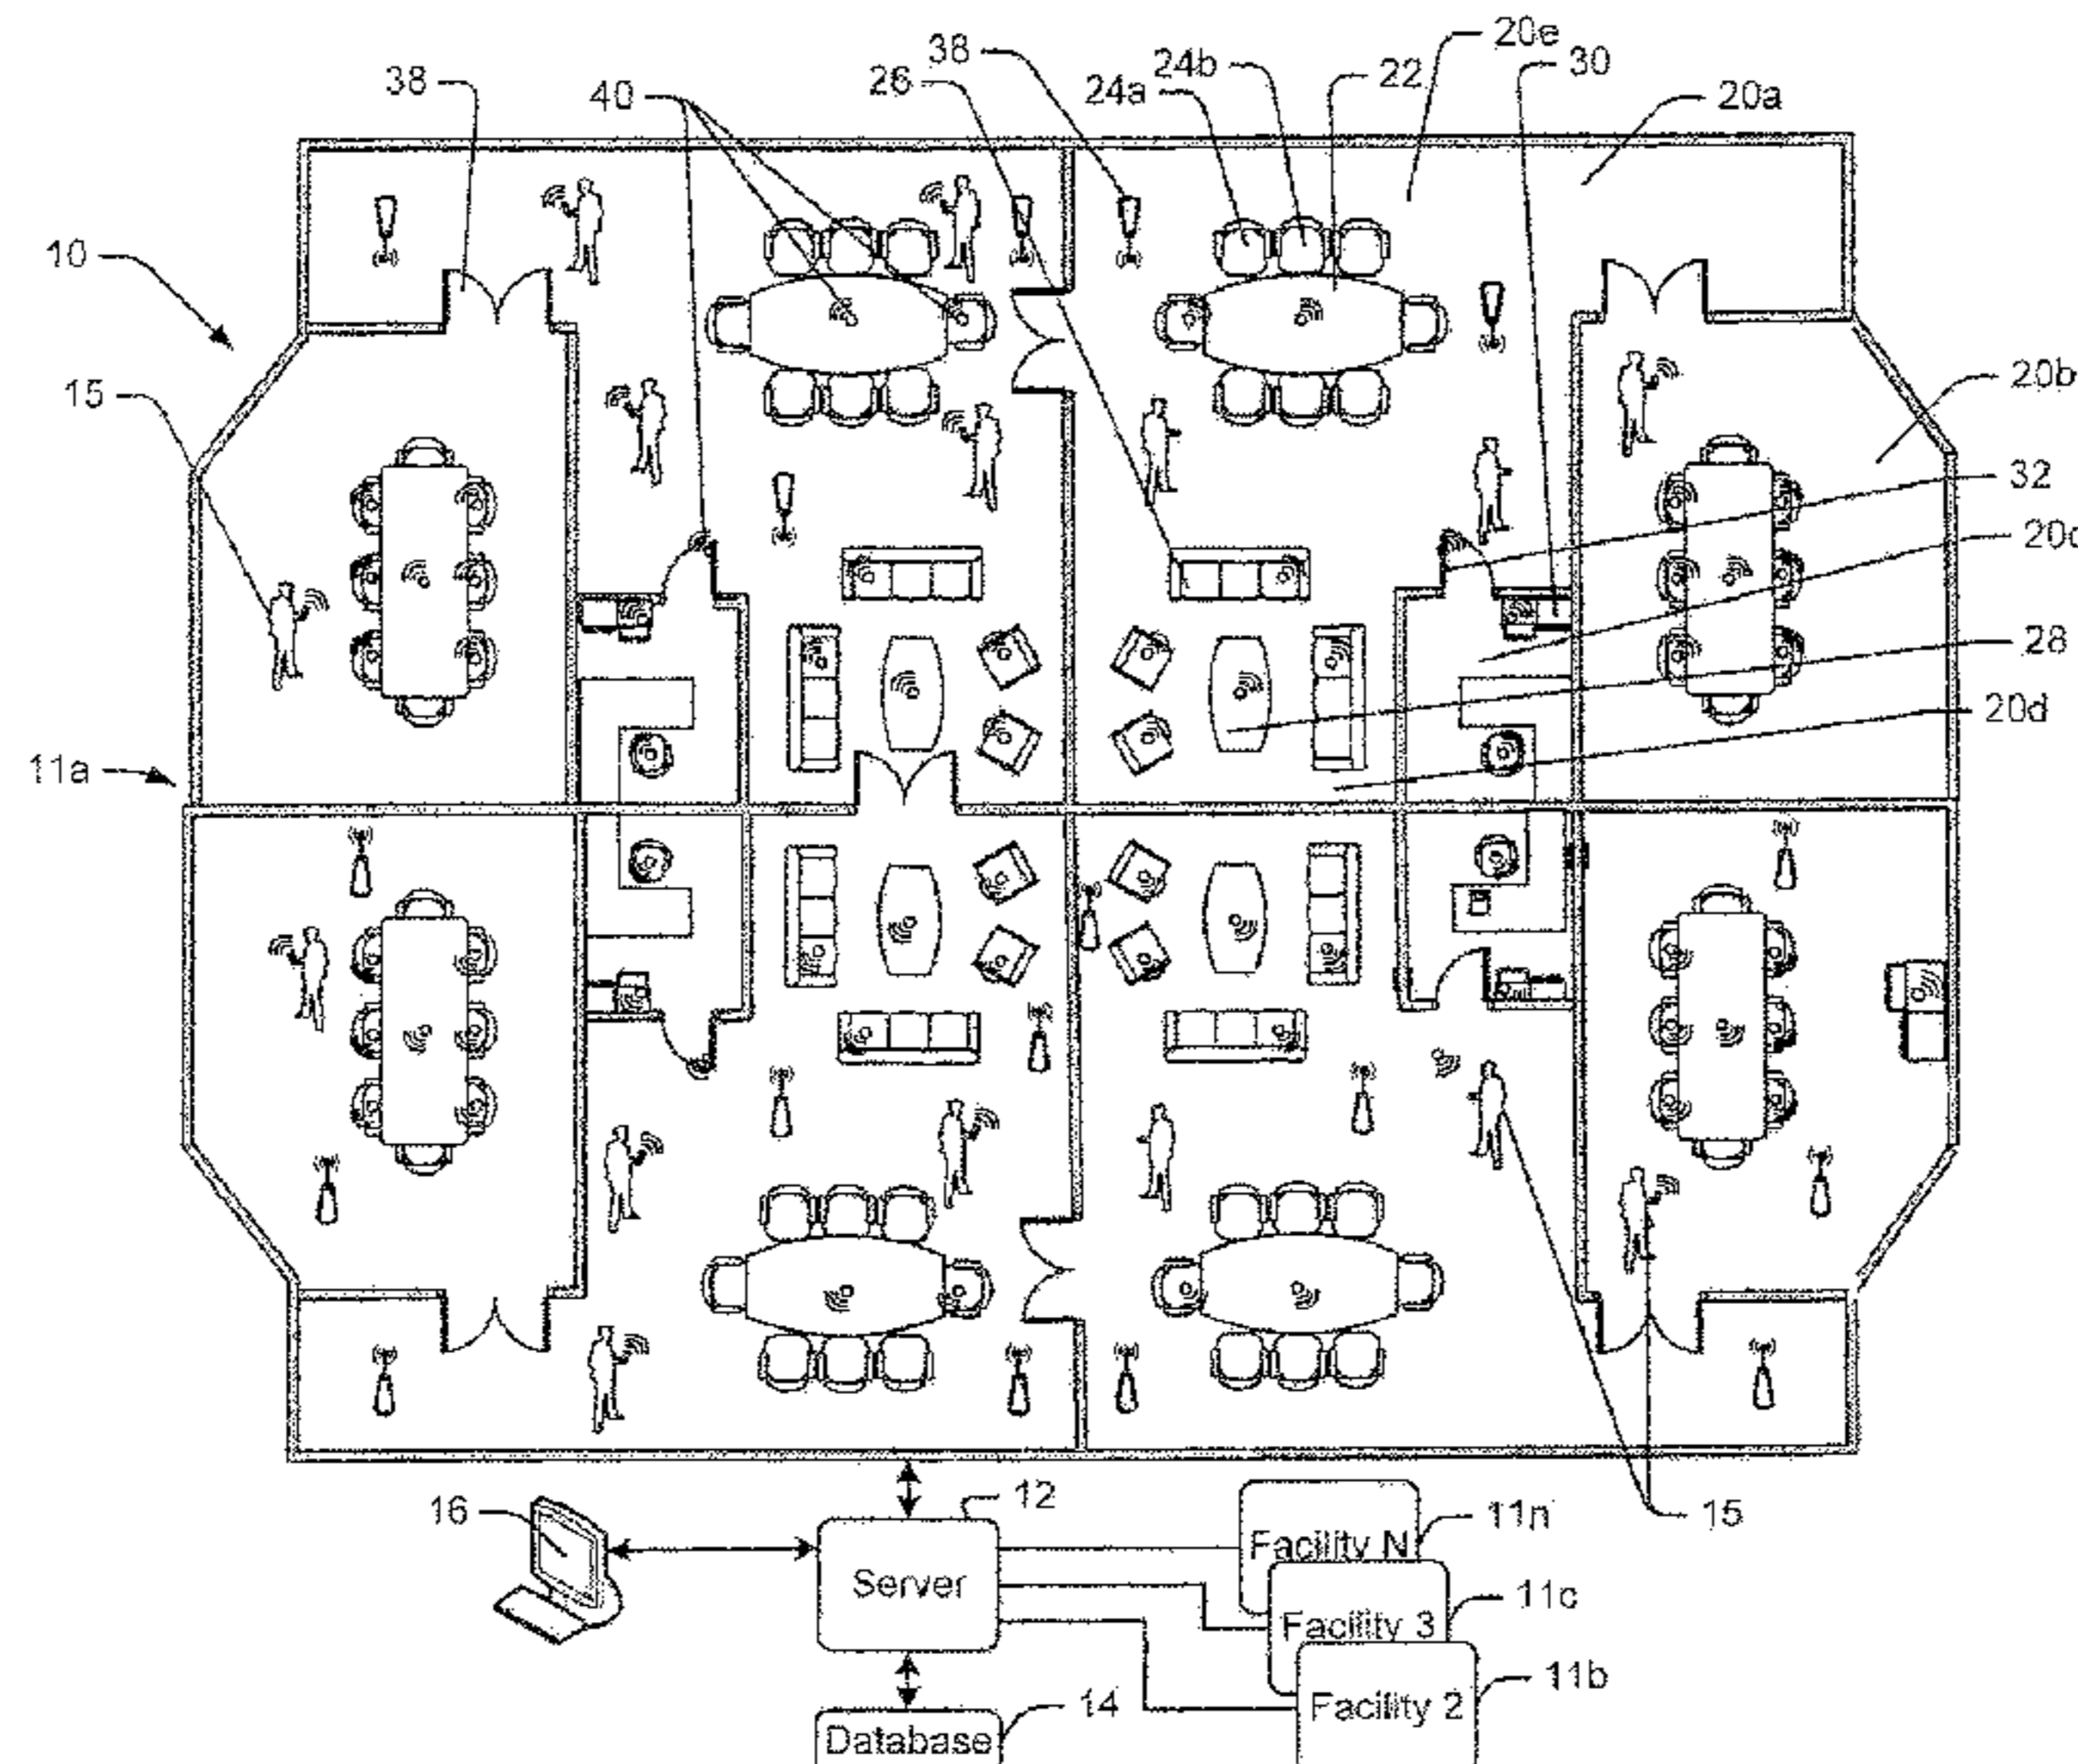 20e
38
24b
30
38
40
26
24a
22
20a
10
15
20b
32
20c
28
20d
11a
16
12
11n
15
Facility N
Server
11c
Facility 3
11b
Facility 2
14
Database